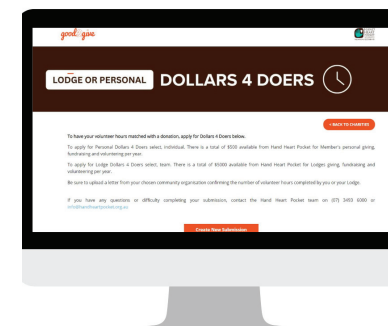 good2give
HAND HEART POCKET
LODGE OR PERSONAL DOLLARS 4 DOERS
< BACK TO CHARITIES
To have your volunteer hours matched with a donation, apply for Dollars 4 Doers below.
To apply for Personal Dollars 4 Doers select, individual. There is a total of $500 available from Hand Heart Pocket for Member's personal giving,
fundraising and volunteering per year.
To apply for Lodge Dollars 4 Doers select, team. There is a total of $5000 available from Hand Heart Pocket for Lodges giving, fundraising and
volunteering per year.
Be sure to upload a letter from your chosen community organisation confirming the number of volunteer hours completed by you or your Lodge.
If you have any questions or difficulty completing your submission, contact the Hand Heart Pocket team on (07) 3493 6000 or
info@handheartpocket.org.au
Create New Submission